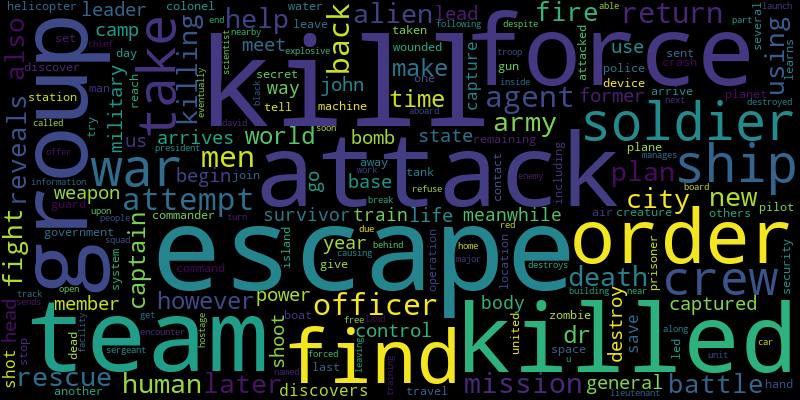 helicopter
colonel
water
alien
lead
fire
following
despite
able
launch
also
leader
camp
set
chief
take
killing
help
back
leave
taken
wounded
attacked
troop
return
several
learns
part
group
kill
force
end
nearby
scientist
explosive
meet
john
make
one
capture
use
police
device
sent
crash
using
discover
day
man
reach
eventually
secret
way
tell
machine
time
gun
inside
agent
former
arrive
planet
destroyed
reveals
station
called
try
military
us
arrives
world
bomb
state
army
remaining
soldier
next
offer
president
david
black
soon
aboard
war
men
attack
plan
ship
plane
manages
information
begin
join
go
away
work
base
tank
refuse
break
contact
enemy
including
board
weapon
guard
attempt
survivor
train
life
meanwhile
city
new
air
creature
others
pilot
fight
upon
people
commander
turn
captain
island
year
give
due
behind
causing
operation
home
major
red
destroys
location
order
building
near
prisoner
security
government
squad
system
command
escape
death
crew
open
track
sends
facility
member
however
power
officer
control
body
zombie
dr
destroy
save
captured
dead
get
encounter
sergeant
hostage
boat
free
land
forced
leaving
named
last
training
shoot
find
killed
united
space
u
led
along
unit
car
head
shot
stop
team
rescue
another
human
later
discovers
travel
mission
general
lieutenant
battle
hand